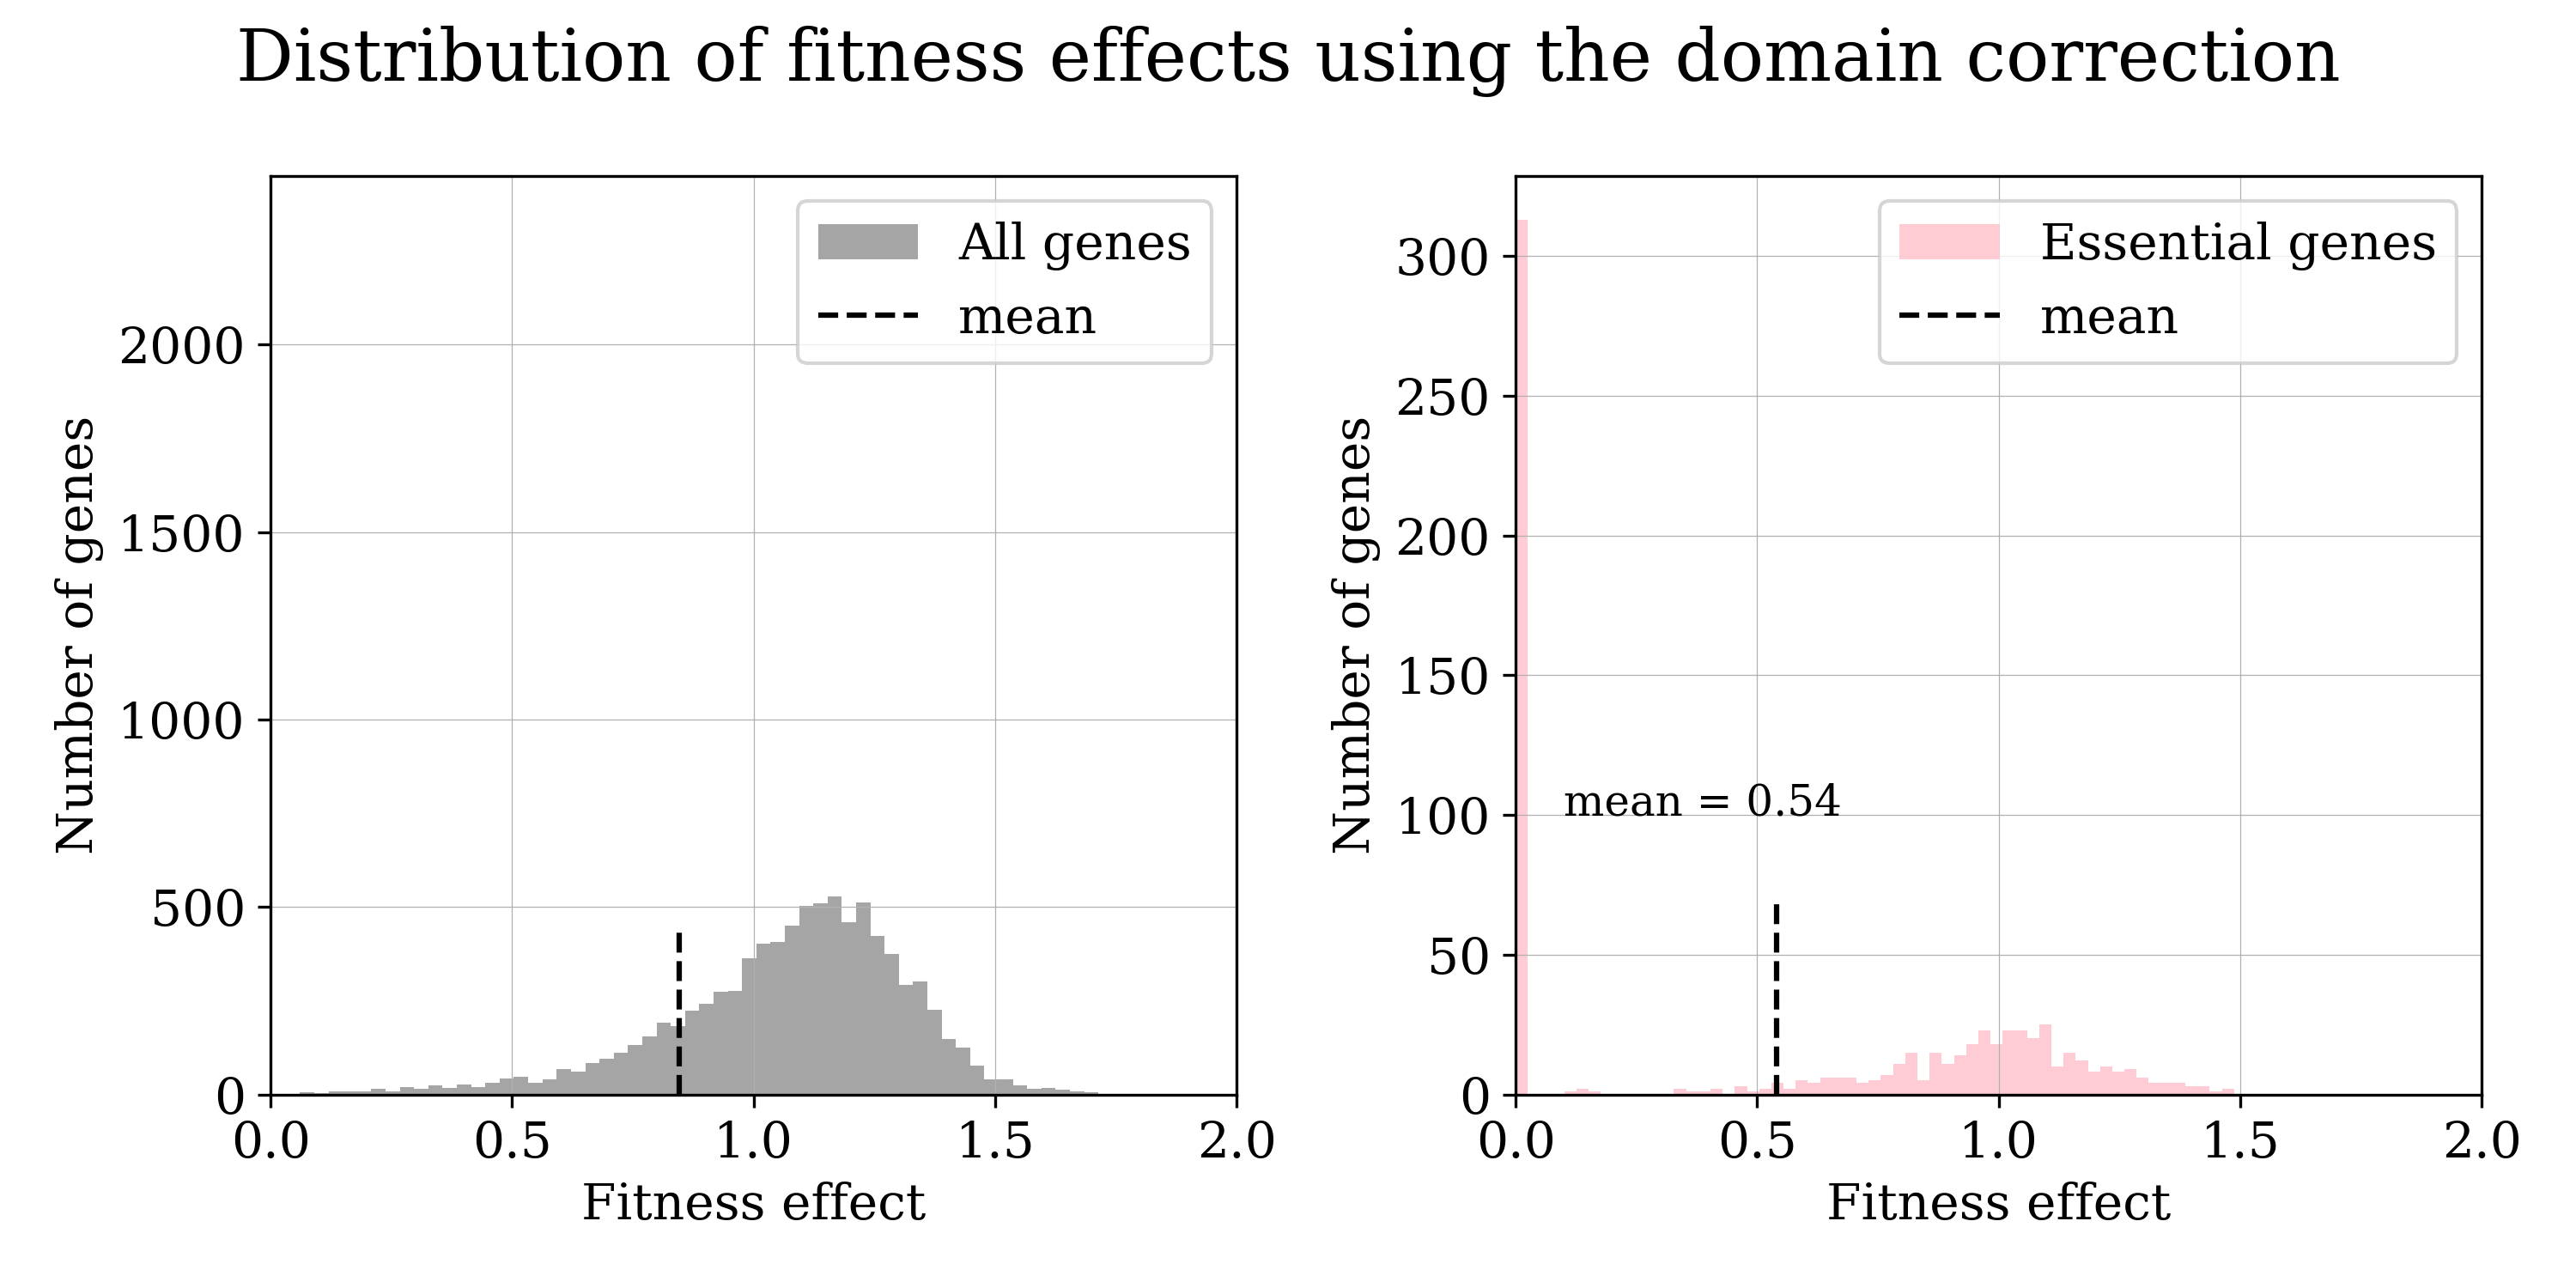 Distribution of fitness effects using the domain correction
All genes
mean
2000
1500
1000
500
0
Number of genes
0.0 0.5 1.0 1.5 2.0
Fitness effect
Essential genes
mean
300
250
200
150
100
50
0
Number of genes
mean = 0.54
0.0 0.5 1.0 1.5 2.0
Fitness effect